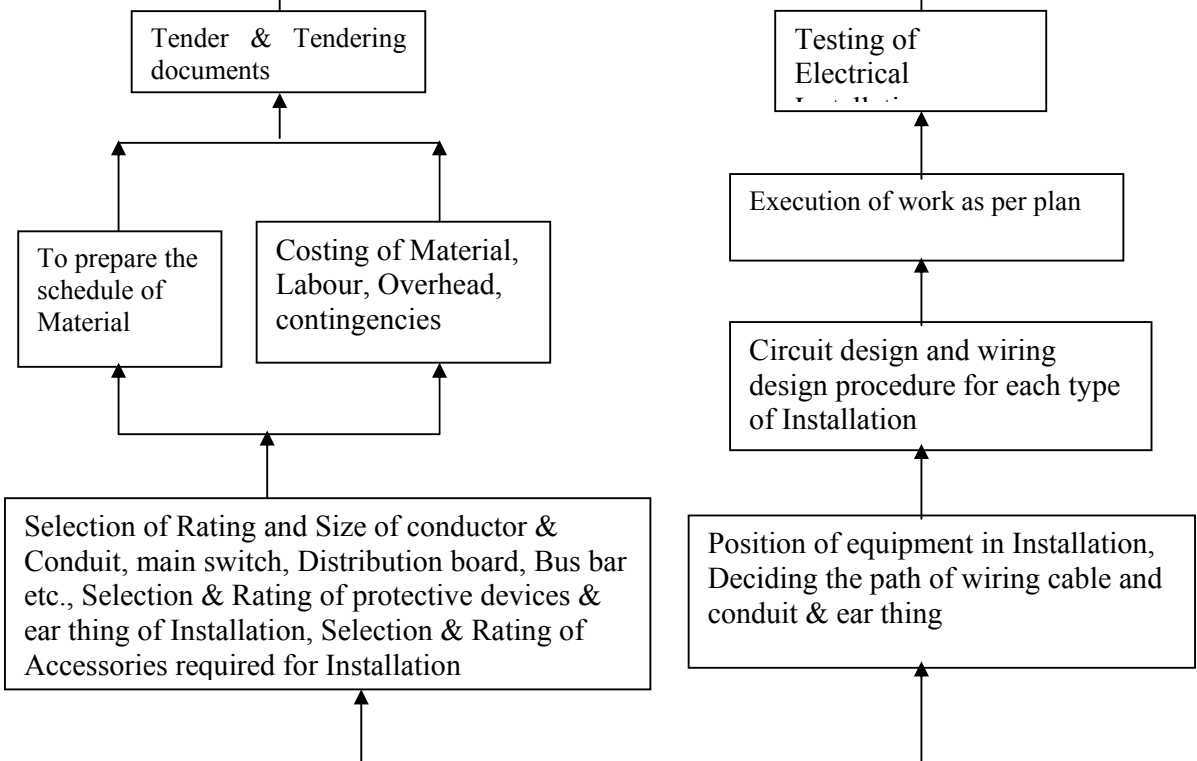 Tender & Tendering
documents
Testing of
Electrical
To prepare the
schedule of
Material
Costing of Material,
Labour, Overhead,
contingencies
Execution of work as per plan
Circuit design and wiring
design procedure for each type
of Installation
Selection of Rating and Size of conductor &
Conduit, main switch, Distribution board, Bus bar
etc., Selection & Rating of protective devices &
ear thing of Installation, Selection & Rating of
Accessories required for Installation
Position of equipment in Installation,
Deciding the path of wiring cable and
conduit & ear thing